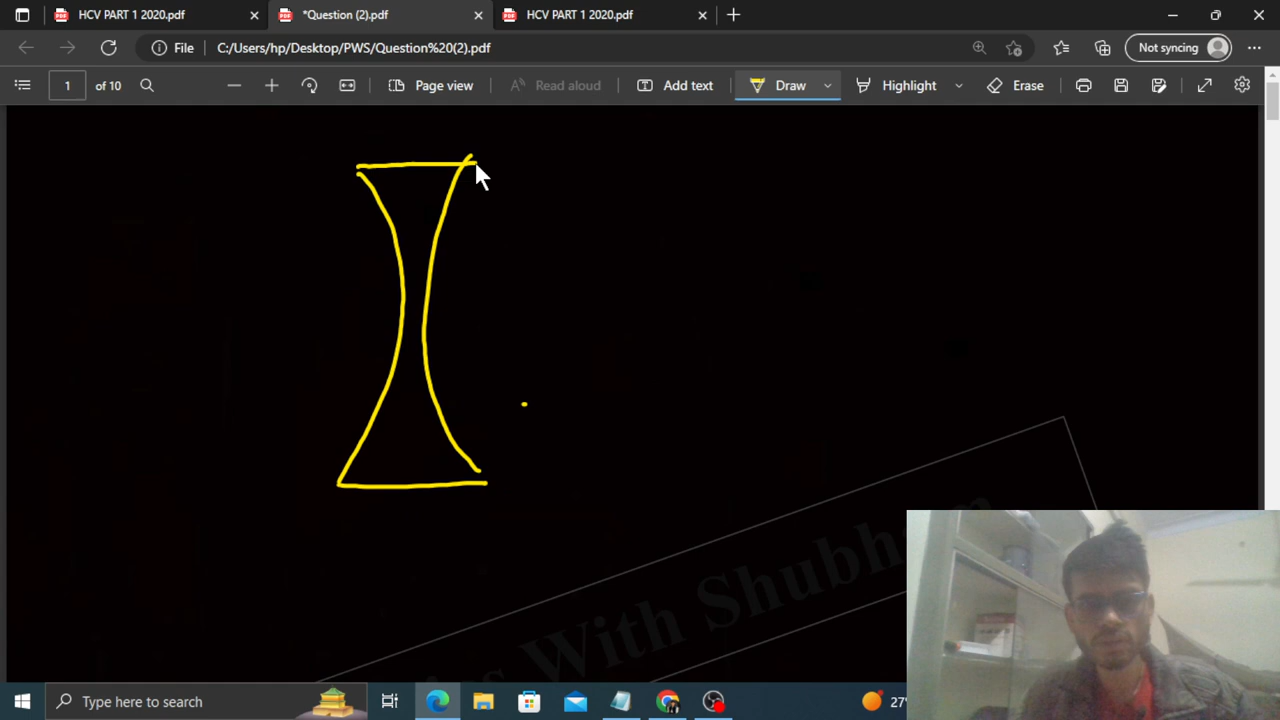 HCV PART 1 2020.pdf
*Question (2).pdf
HCV PART 1 2020.pdf
File
C:/Users/hp/Desktop/PWS/Question%20(2).pdf
Not syncing
1
of 10
Page view
Read aloud
Add text
Draw
Highlight
Erase
With Shubh
Type here to search
27°